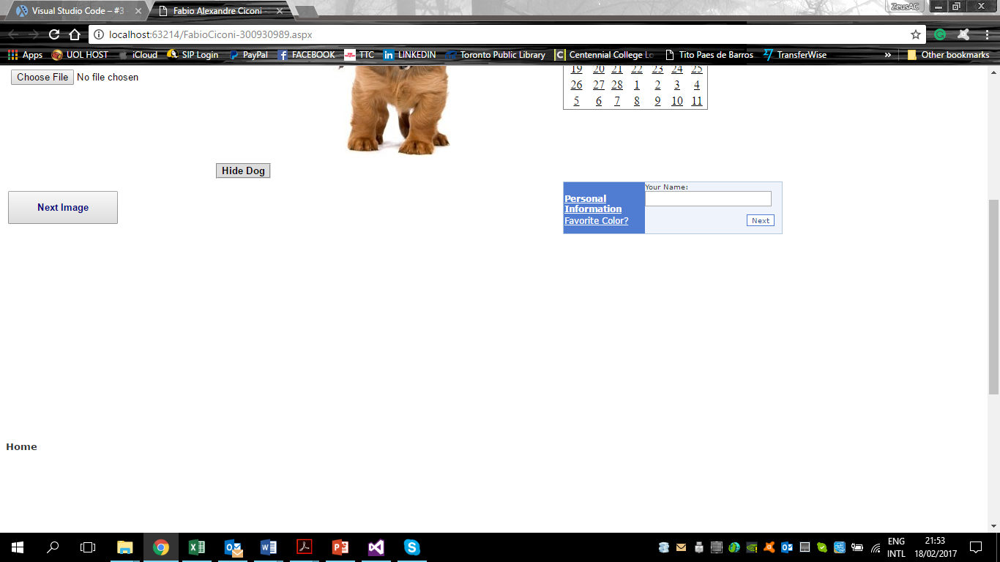 Visual Studio Code – #3
Fabio Alexandre Ciconi
ZeusAC
localhost:63214/FabioCiconi-300930989.aspx
Apps
UOL HOST
iCloud
SIP Login
PayPal
FACEBOOK
TTC
LINKEDIN
Toronto Public Library
Centennial College Lo
Tito Paes de Barros
TransferWise
»
Other bookmarks
Choose File No file chosen
19 20 21 22 23 24 25
26 27 28 1 2 3 4
5 6 7 8 9 10 11
Hide Dog
Next Image
Personal
Information
Favorite Color?
Your Name:
Next
Home
ENG
INTL
21:53
18/02/2017